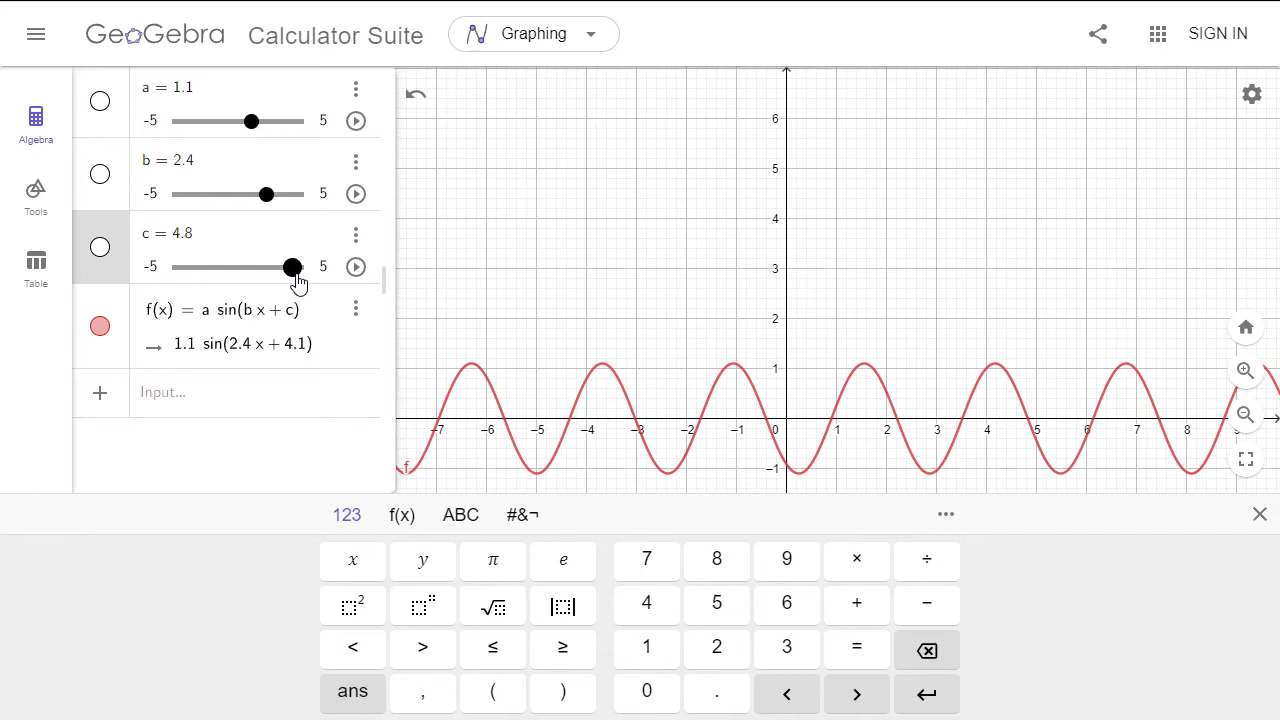 GeoGebra Calculator Suite Graphing SIGN IN
Algebra
Tools
Table
a = 1.1
-5 5
b = 2.4
-5 5
c = 4.8
-5 5
f(x) = a sin(b x + c)
→ 1.1 sin(2.4 x + 4.1)
+ Input...
6
5
4
3
2
1
−7 −6 −5 −4 −3 −2 −1 0 1 2 3 4 5 6 7 8 9
−1
f
123 f(x) ABC #&¬ ...
x y π e 7 8 9 × ÷
4 5 6 + −
< > ≤ ≥ 1 2 3 =
ans , ( ) 0 . < >